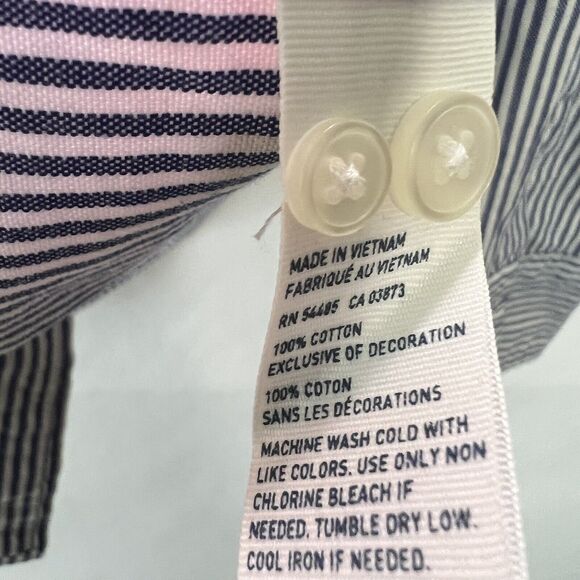 MADE IN VIETNAM
FABRIQUÉ AU VIETNAM
RN 54485 CA 03873
100% COTTON
EXCLUSIVE OF DECORATION
100% COTON
SANS LES DÉCORATIONS
MACHINE WASH COLD WITH
LIKE COLORS. USE ONLY NON
CHLORINE BLEACH IF
NEEDED. TUMBLE DRY LOW.
COOL IRON IF NEEDED.